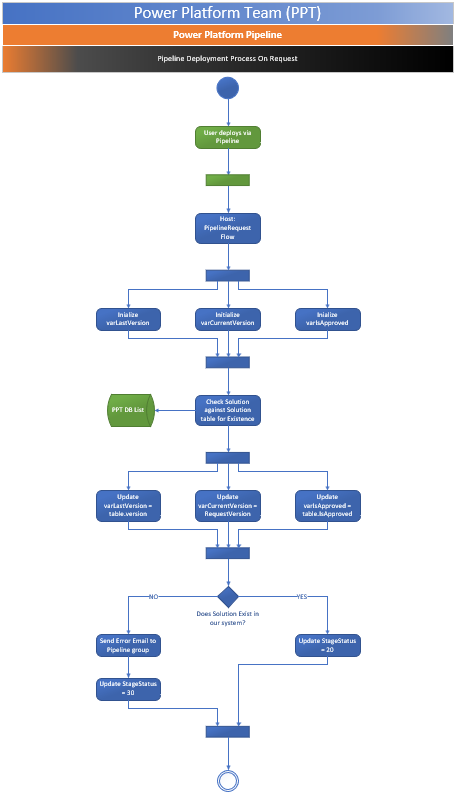 Power Platform Team (PPT)
Power Platform Pipeline
Pipeline Deployment Process On Request
User deploys via
Pipeline
Host:
PipelineRequest
Flow
Inialize
varLastVersion
Initialize
varCurrentVersion
Inialize
varIsApproved
PPT DB List
Check Solution
against Solution
table for Existence
Update
varLastVersion =
table.version
Update
varCurrentVersion =
RequestVersion
Update
varIsApproved =
table.IsApproved
NO
YES
Does Solution Exist in
our system?
Send Error Email to
Pipeline group
Update StageStatus
= 20
Update StageStatus
= 30